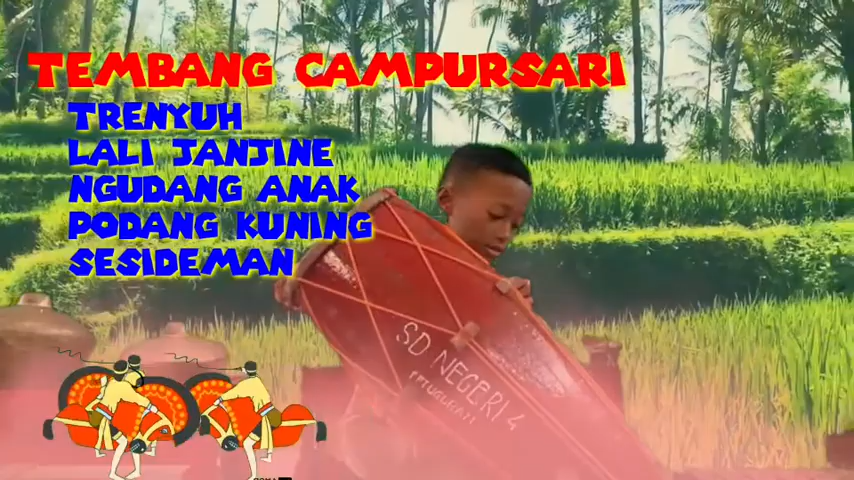 TEMBANG CAMPURSARI
TRENYUH
LALI JANJINE
NGUDANG ANAK
PODANG KUNING
SESIDEMAN
SD NEGERI 4